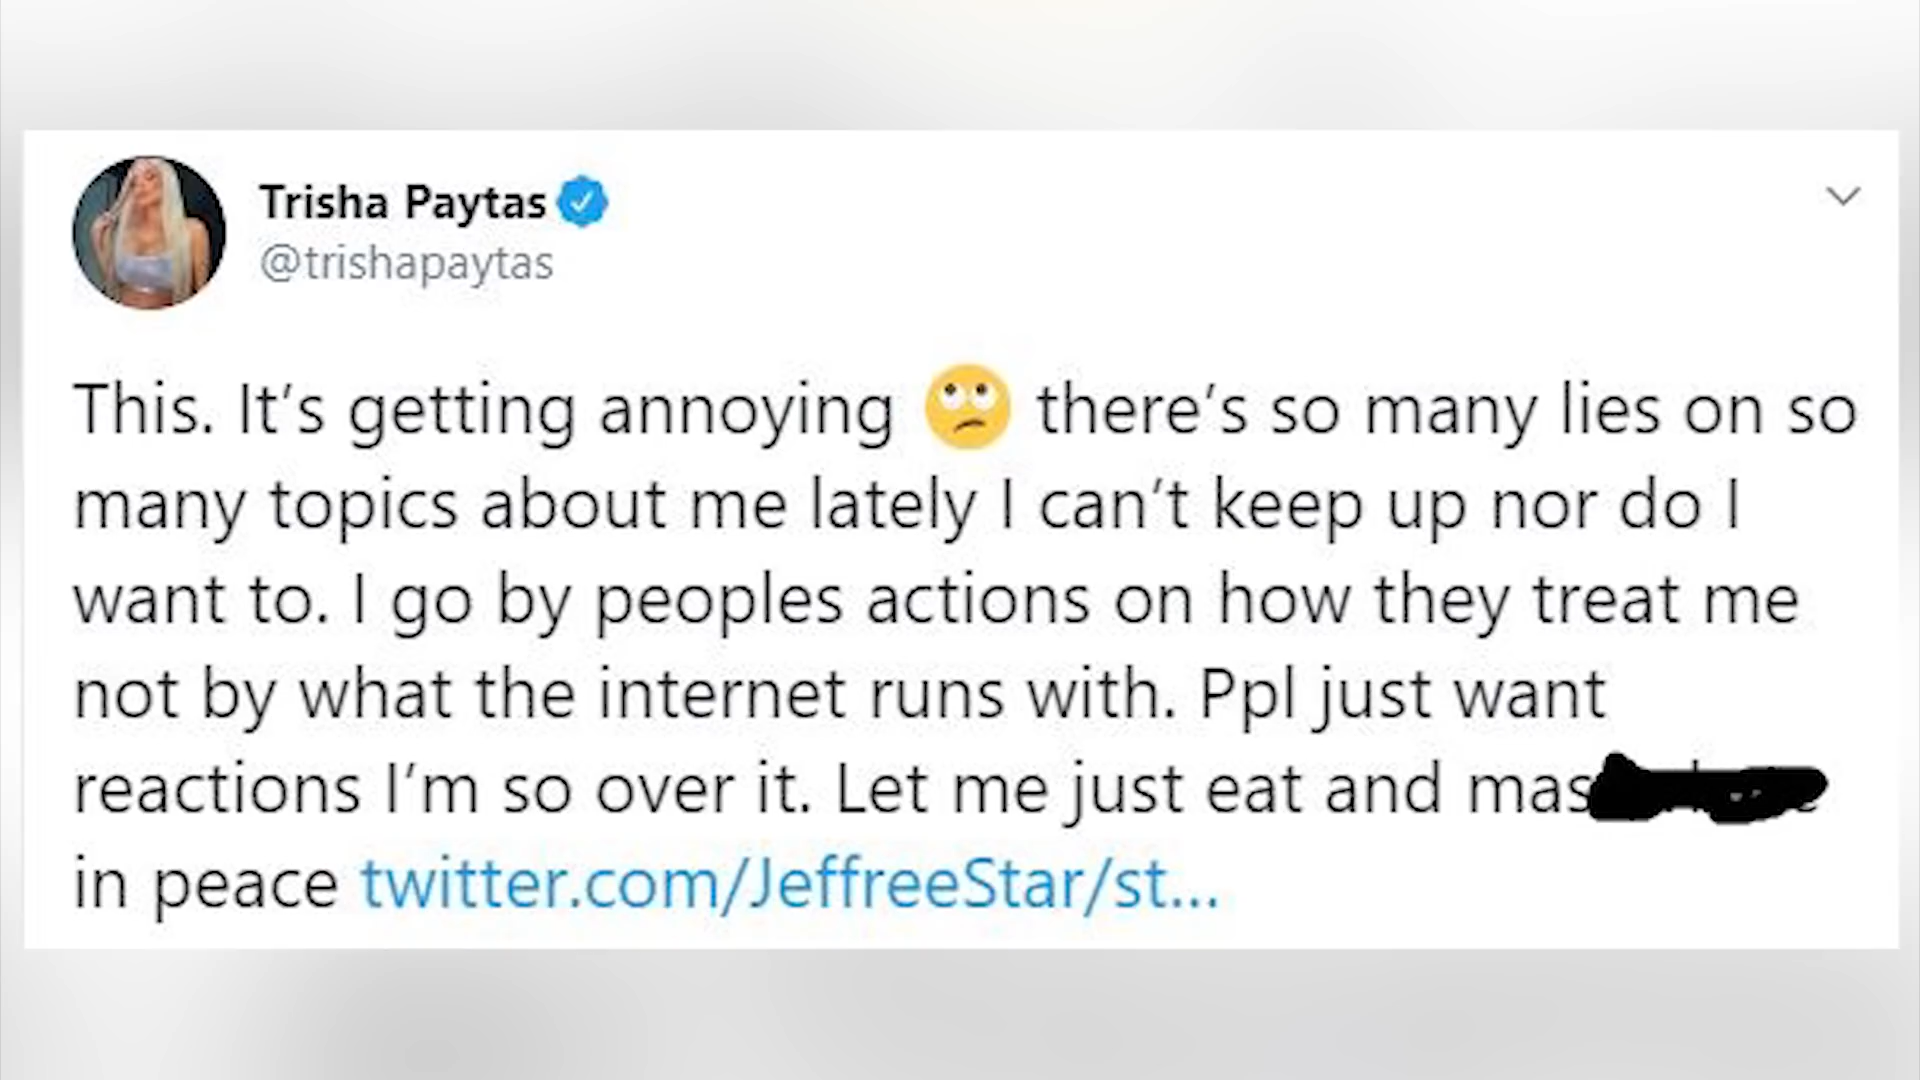 Trisha Paytas
@trishapaytas
This. It's getting annoying 🙄 there's so many lies on so
many topics about me lately I can't keep up nor do I
want to. I go by peoples actions on how they treat me
not by what the internet runs with. Ppl just want
reactions I'm so over it. Let me just eat and
in peace twitter.com/JeffreeStar/st...